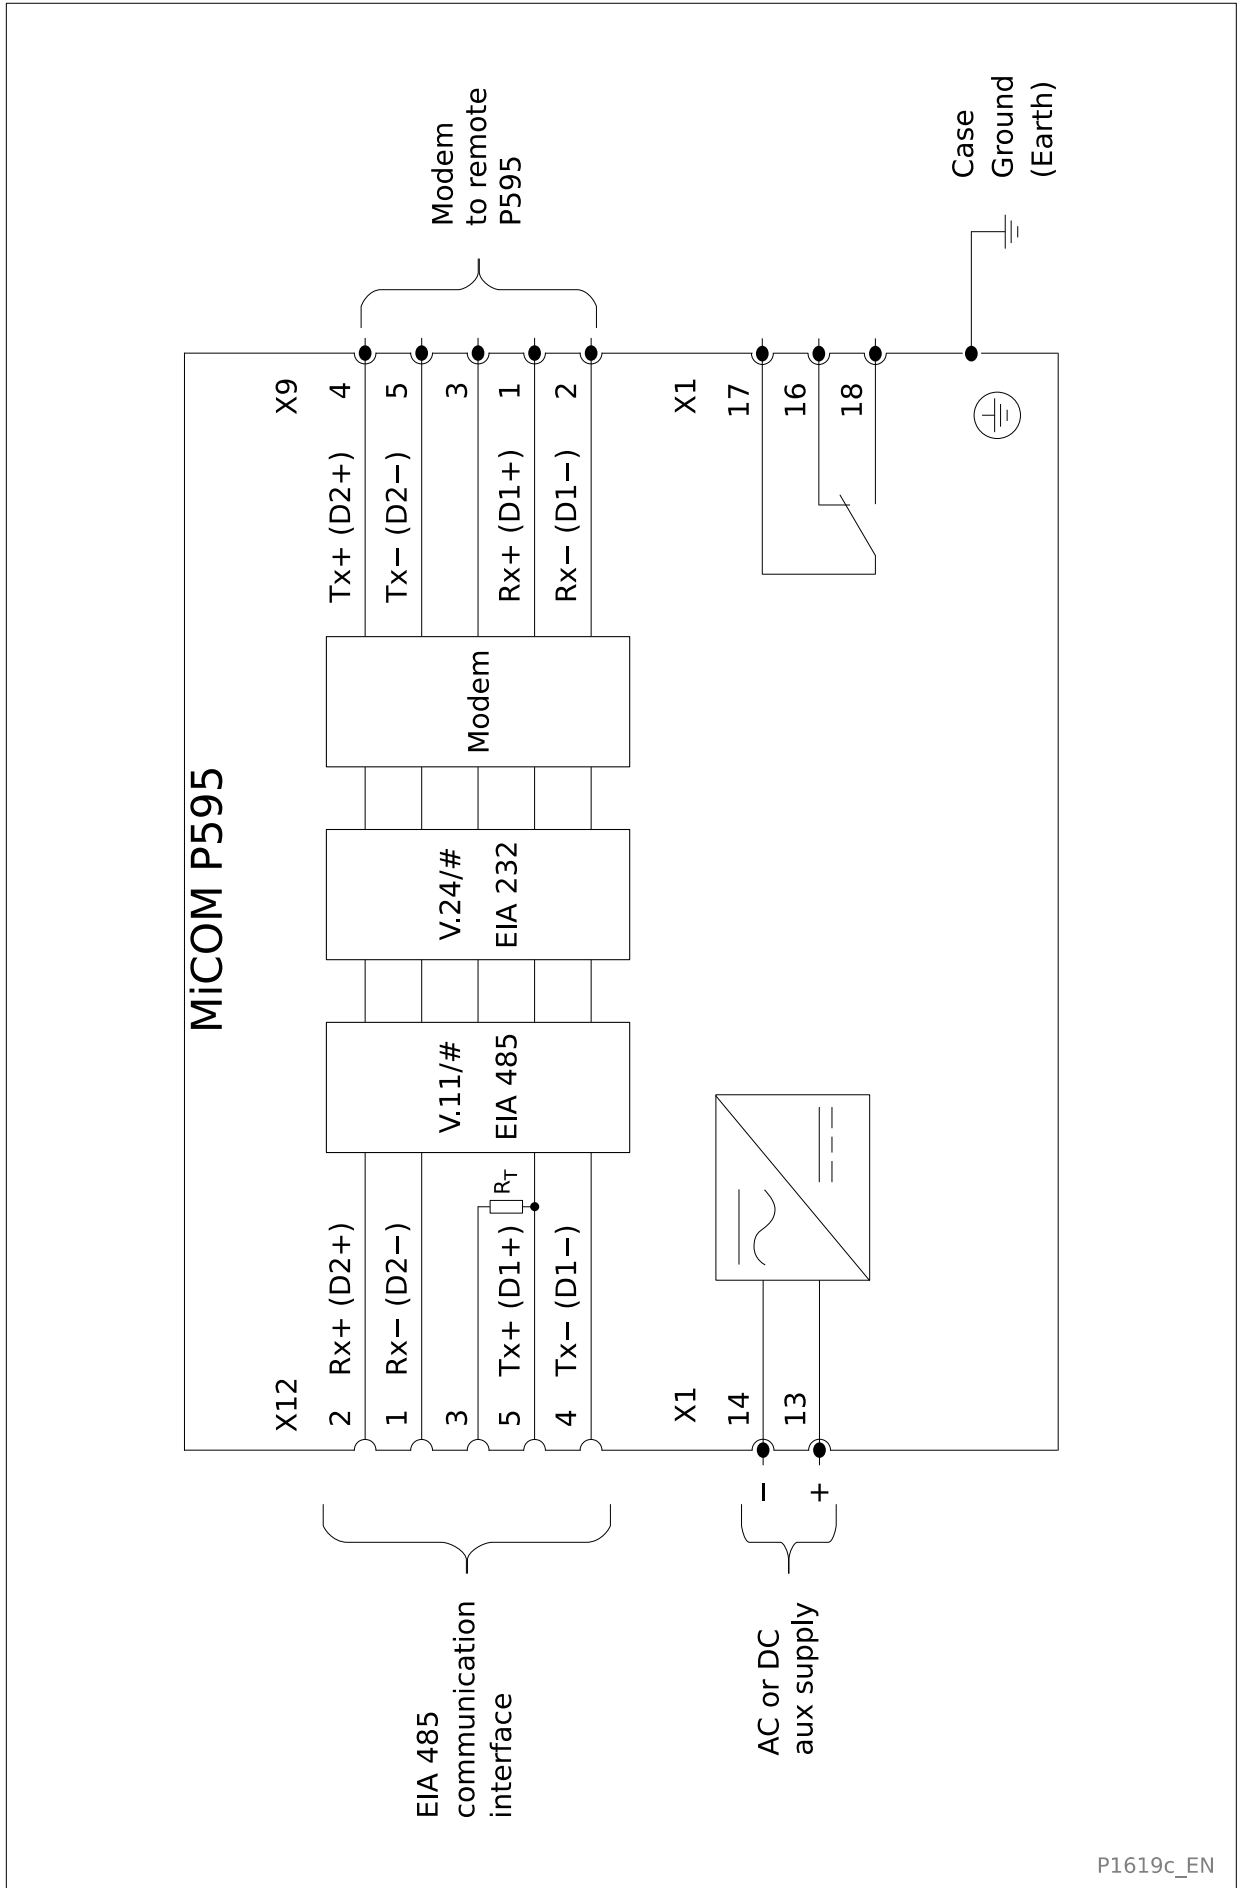 MiCOM P595
X12
2
Rx+ (D2+)
1
Rx− (D2−)
3
5
Tx+ (D1+)
4
Tx− (D1−)
RT
V.11/#
EIA 485
V.24/#
EIA 232
Modem
X9
Tx+ (D2+)
4
Tx− (D2−)
5
3
Rx+ (D1+)
1
Rx− (D1−)
2
Modem
to remote
P595
EIA 485
communication
interface
X1
14
13
−
+
AC or DC
aux supply
X1
17
16
18
Case
Ground
(Earth)
P1619c_EN